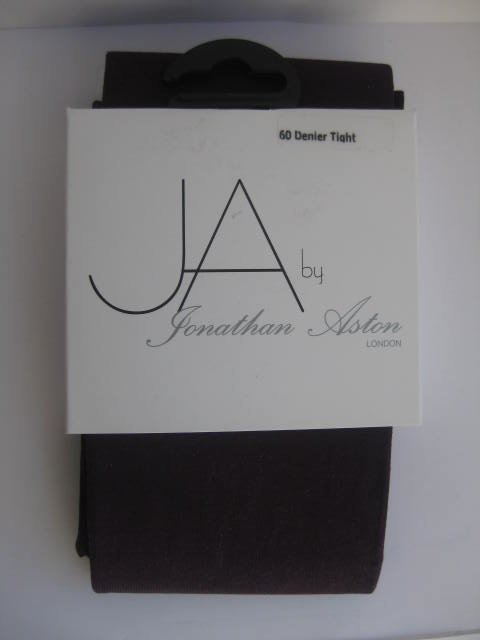 60 Denier Tight
JA by
Jonathan Aston
LONDON